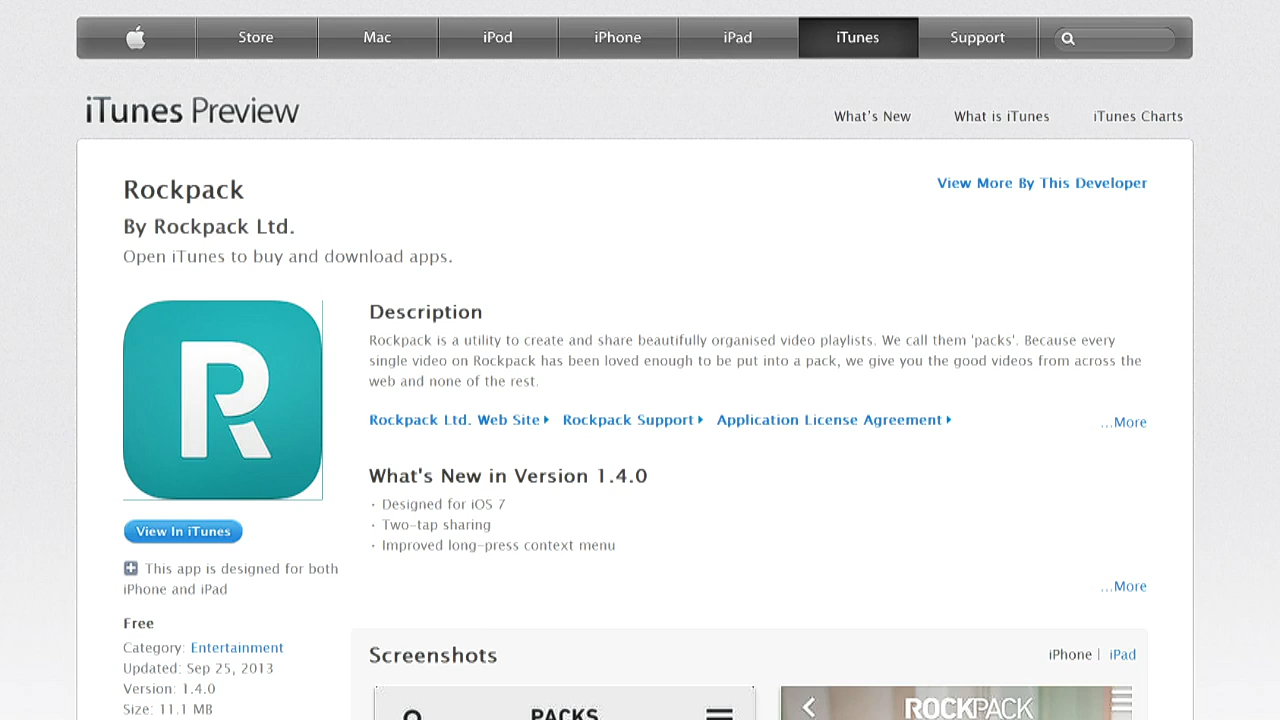 Store Mac iPod iPhone iPad iTunes Support
iTunes Preview
What's New What is iTunes iTunes Charts
Rockpack
View More By This Developer
By Rockpack Ltd.
Open iTunes to buy and download apps.
R
Description
Rockpack is a utility to create and share beautifully organised video playlists. We call them 'packs'. Because every
single video on Rockpack has been loved enough to be put into a pack, we give you the good videos from across the
web and none of the rest.
Rockpack Ltd. Web Site Rockpack Support Application License Agreement
...More
What's New in Version 1.4.0
· Designed for iOS 7
· Two-tap sharing
· Improved long-press context menu
...More
View In iTunes
This app is designed for both
iPhone and iPad
Free
Category: Entertainment
Updated: Sep 25, 2013
Version: 1.4.0
Size: 11.1 MB
Screenshots
iPhone | iPad
PACKS
ROCKPACK